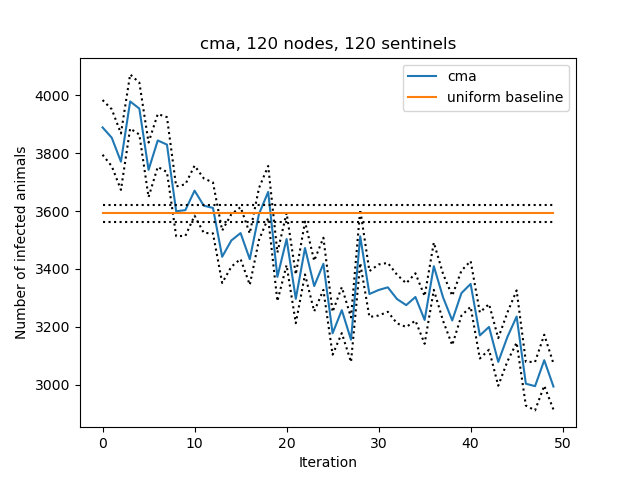 cma, 120 nodes, 120 sentinels
cma
uniform baseline
Number of infected animals
4000
3800
3600
3400
3200
3000
0 10 20 30 40 50
Iteration